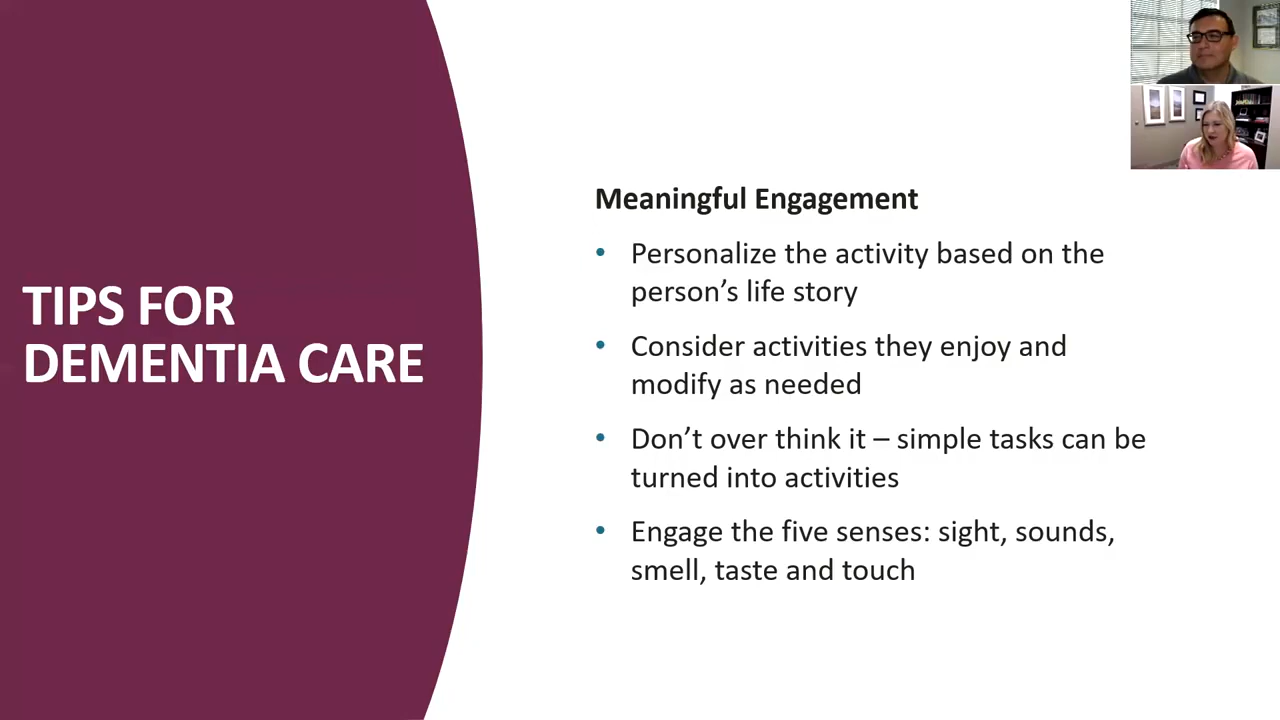 TIPS FOR
DEMENTIA CARE
Meaningful Engagement
• Personalize the activity based on the
person’s life story
• Consider activities they enjoy and
modify as needed
• Don’t over think it – simple tasks can be
turned into activities
• Engage the five senses: sight, sounds,
smell, taste and touch